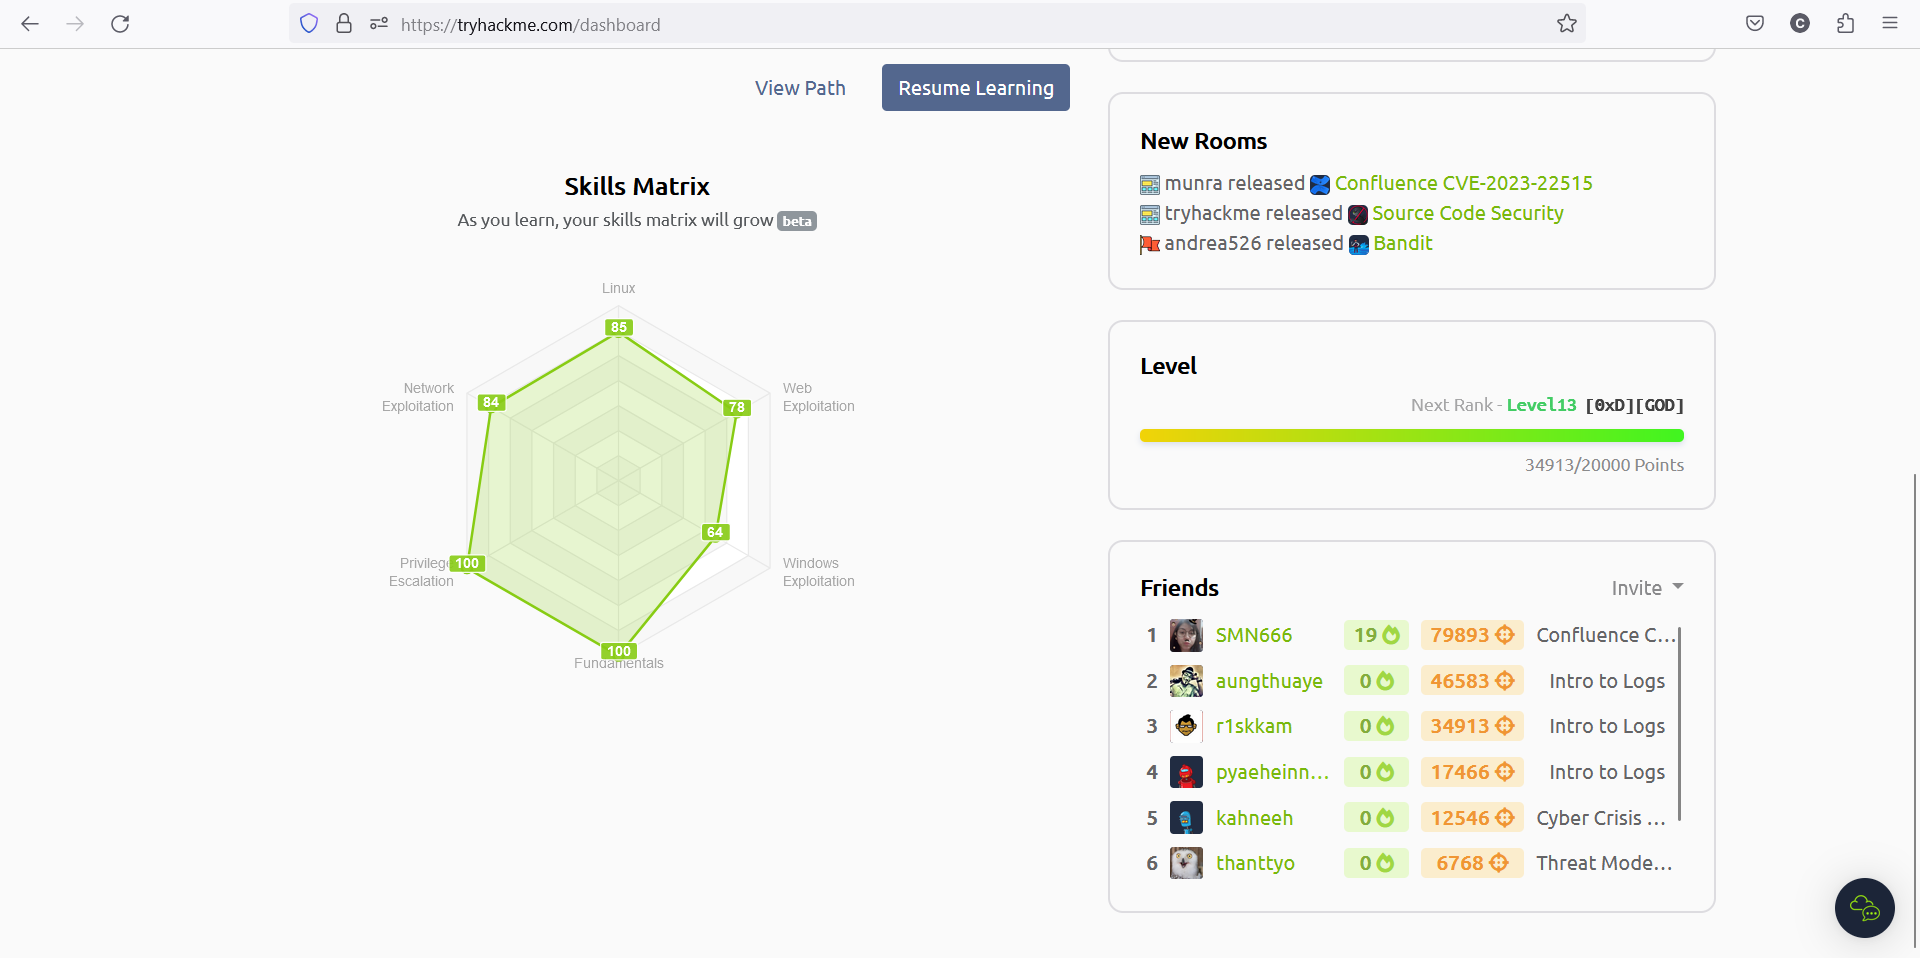 https://tryhackme.com/dashboard
C
View Path
Resume Learning
Skills Matrix
As you learn, your skills matrix will grow beta
Linux
85
Network
Exploitation
84
Web
Exploitation
78
Privilege
Escalation
100
Windows
Exploitation
64
100
Fundamentals
New Rooms
munra released Confluence CVE-2023-22515
tryhackme released Source Code Security
andrea526 released Bandit
Level
Next Rank - Level13 [0xD][GOD]
34913/20000 Points
Friends
Invite
1 SMN666 19 79893 Confluence C...
2 aungthuaye 0 46583 Intro to Logs
3 r1skkam 0 34913 Intro to Logs
4 pyaeheinn... 0 17466 Intro to Logs
5 kahneeh 0 12546 Cyber Crisis ...
6 thanttyo 0 6768 Threat Mode...